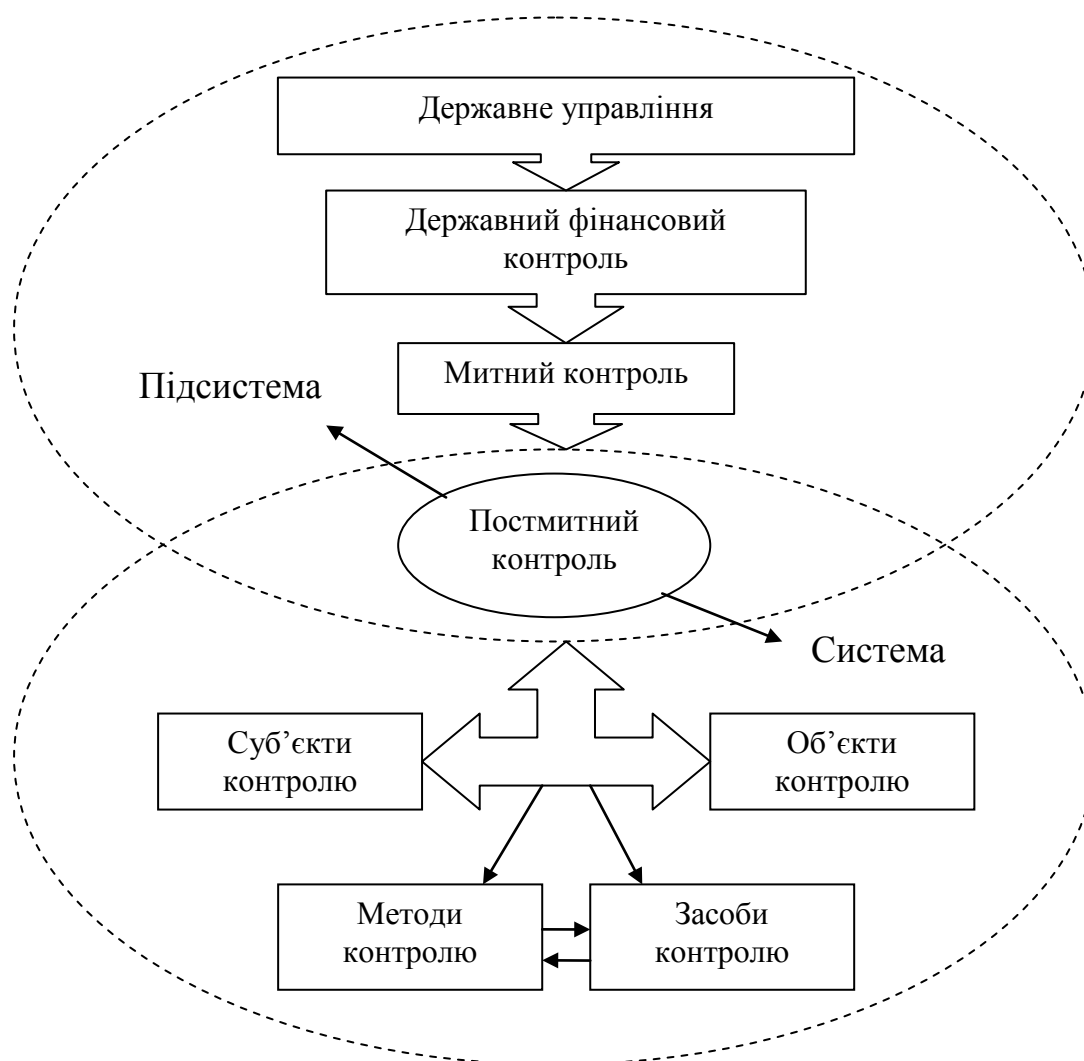 Державне управління
Державний фінансовий
контроль
Митний контроль
Підсистема
Постмитний
контроль
Система
Суб’єкти
контролю
Об’єкти
контролю
Методи
контролю
Засоби
контролю